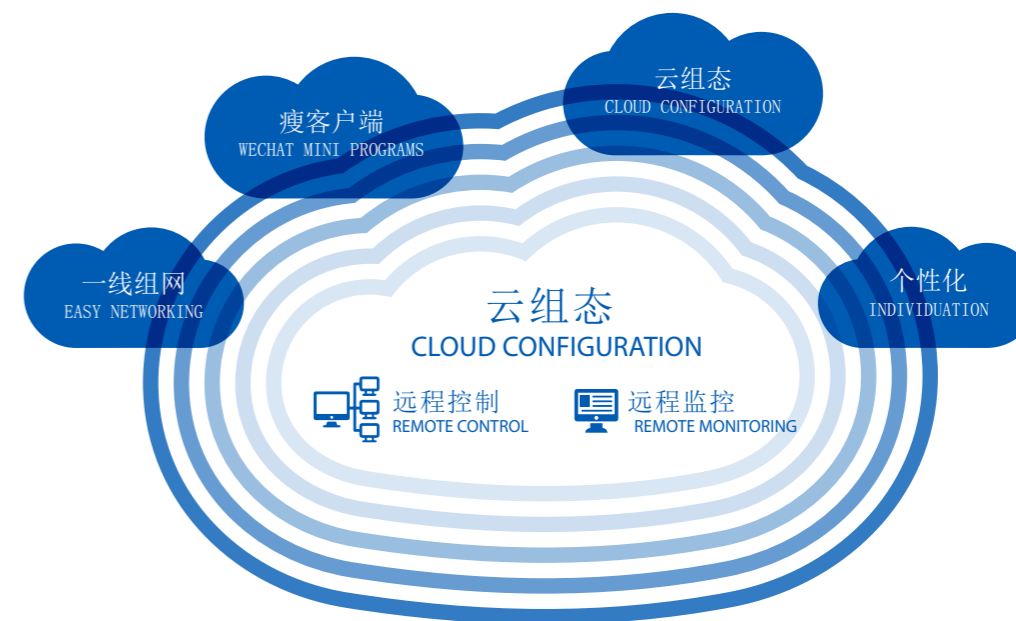 云组态
CLOUD CONFIGURATION
瘦客户端
WECHAT MINI PROGRAMS
一线组网
EASY NETWORKING
个性化
INDIVIDUATION
云组态
CLOUD CONFIGURATION
远程控制
REMOTE CONTROL
远程监控
REMOTE MONITORING